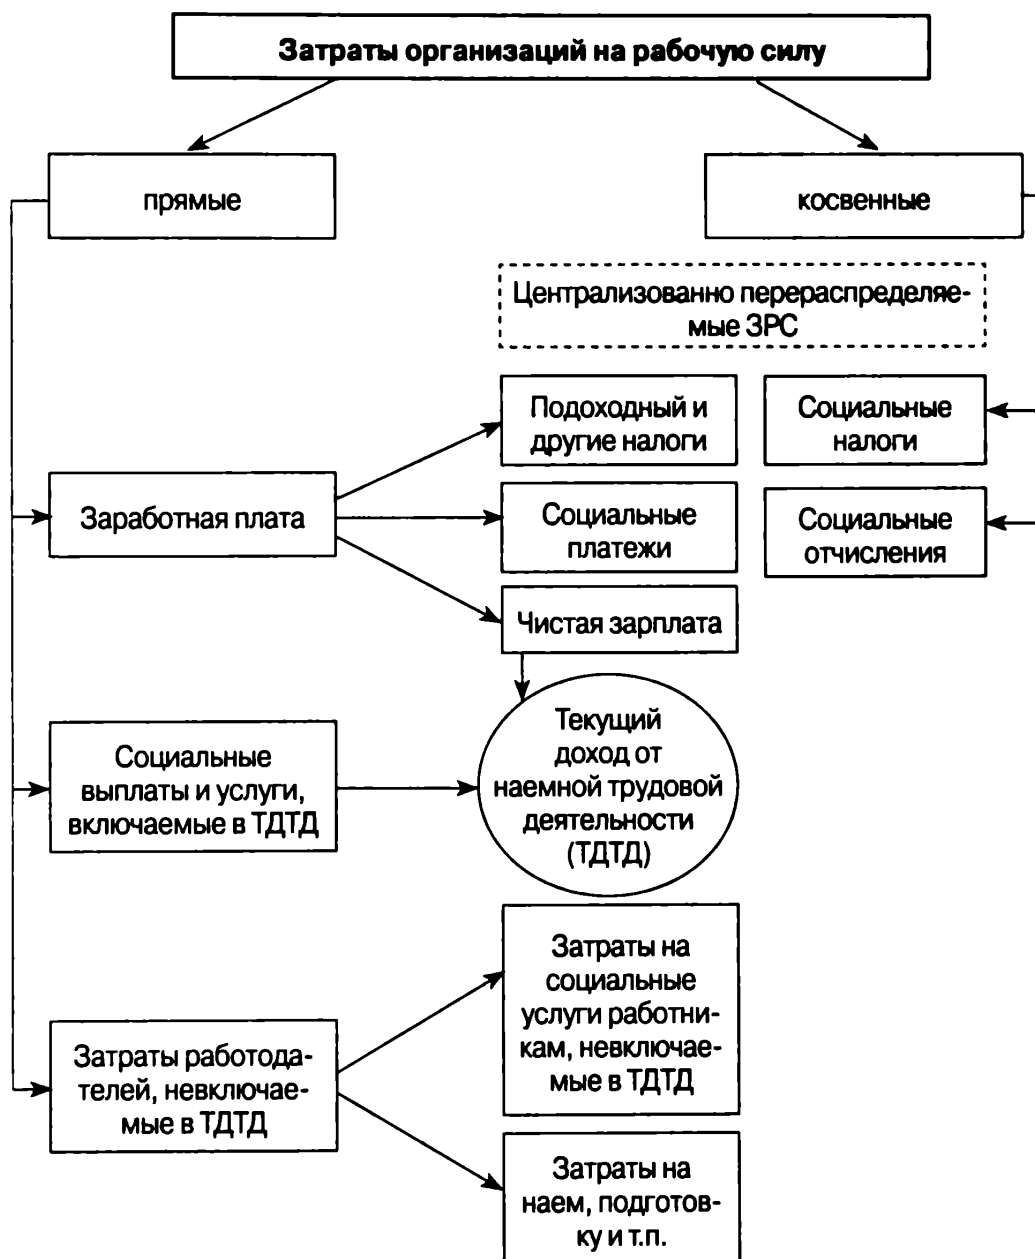 Затраты организаций на рабочую силу
прямые
косвенные
Централизованно перераспределяе-
мые ЗРС
Подоходный и
другие налоги
Социальные
налоги
Заработная плата
Социальные
платежи
Социальные
отчисления
Чистая зарплата
Социальные
выплаты и услуги,
включаемые в ТДТД
Текущий
доход от
наемной трудовой
деятельности
(ТДТД)
Затраты работода-
телей, невключае-
мые в ТДТД
Затраты на
социальные
услуги работни-
кам, невключае-
мые в ТДТД
Затраты на
наем, подготов-
ку и т.п.